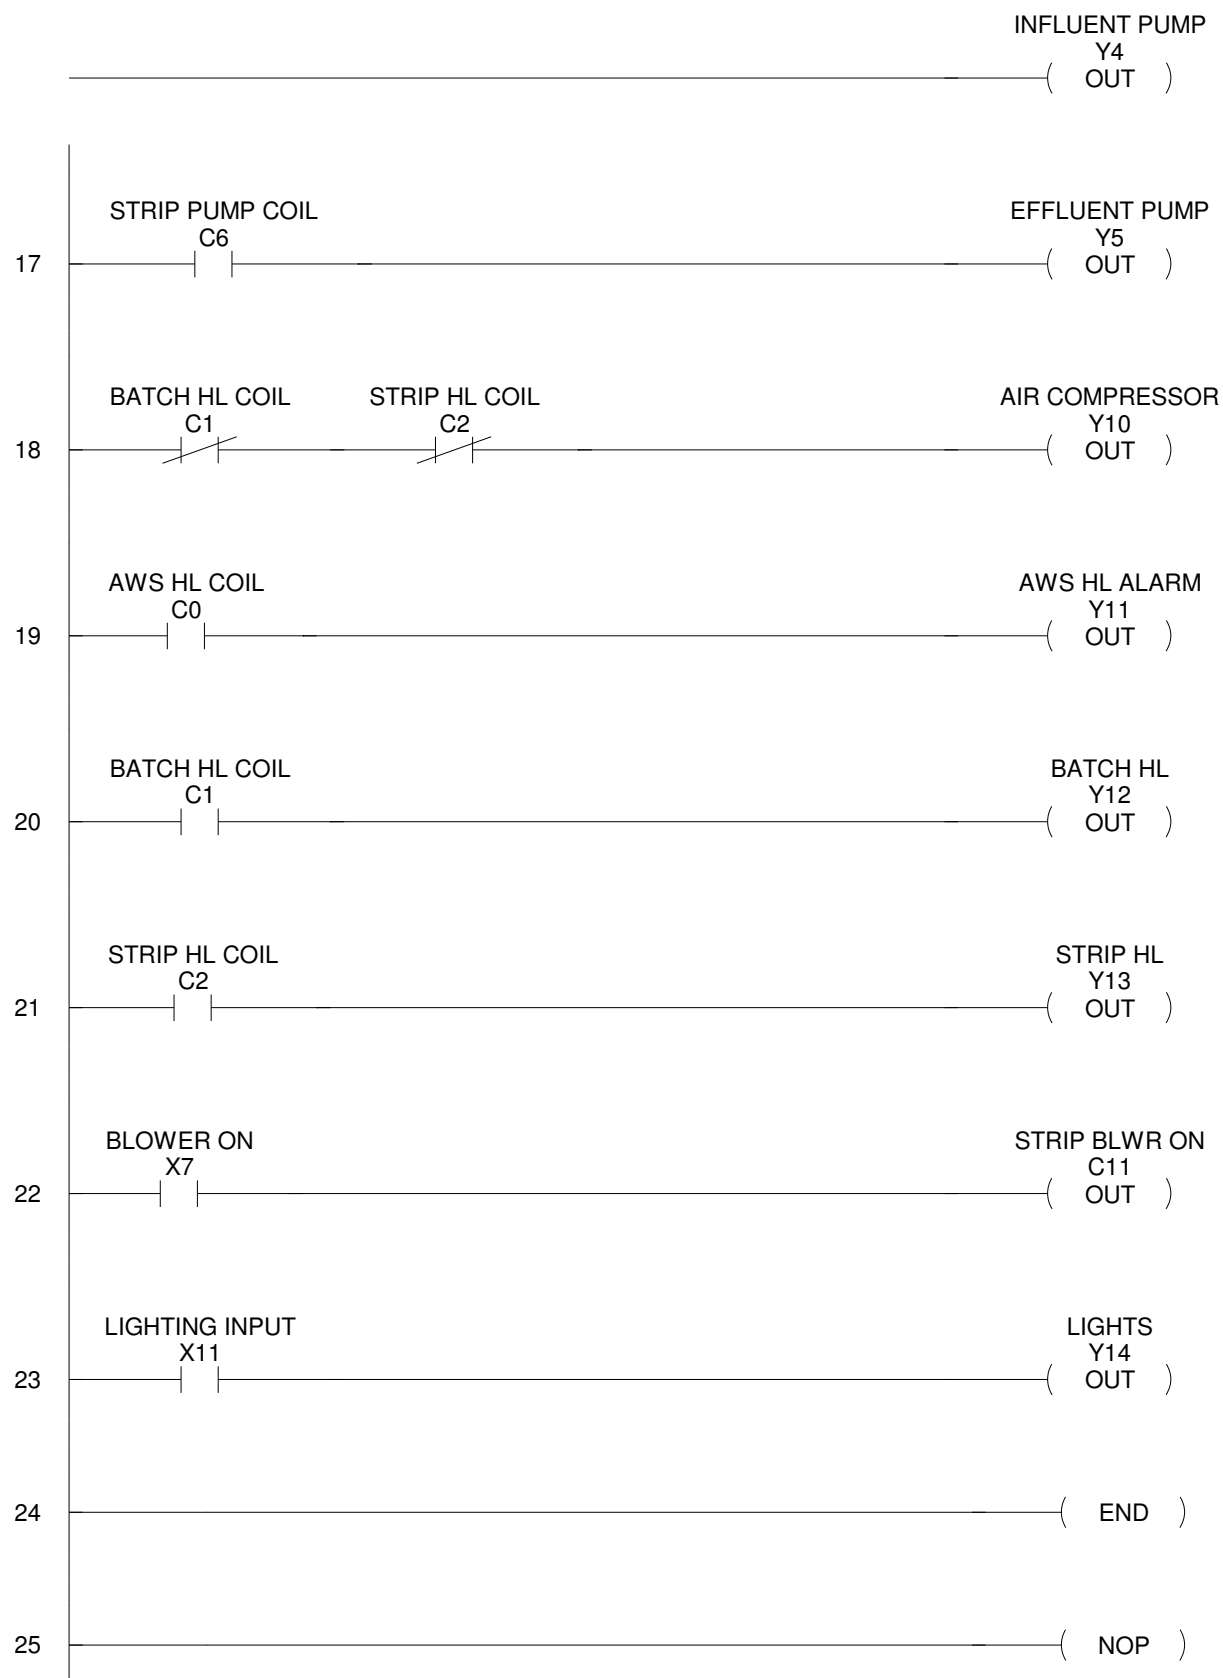 INFLUENT PUMP
Y4
OUT
STRIP PUMP COIL
C6
EFFLUENT PUMP
Y5
17
OUT
BATCH HL COIL
C1
STRIP HL COIL
C2
AIR COMPRESSOR
Y10
18
OUT
AWS HL COIL
C0
AWS HL ALARM
Y11
19
OUT
BATCH HL COIL
C1
BATCH HL
Y12
20
OUT
STRIP HL COIL
C2
STRIP HL
Y13
21
OUT
BLOWER ON
X7
STRIP BLWR ON
C11
22
OUT
LIGHTING INPUT
X11
LIGHTS
Y14
23
OUT
24
END
25
NOP